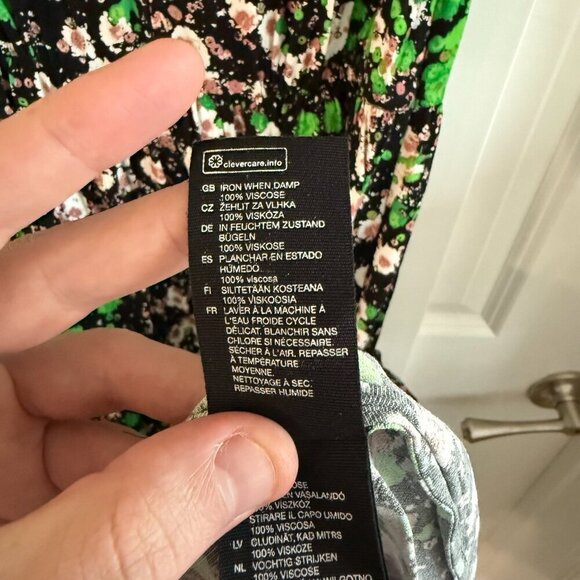 clevercare.info
GB IRON WHEN DAMP
100% VISCOSE
CZ ŽEHLIT ZA VLHKA
100% VISKÓZA
DE IN FEUCHTEM ZUSTAND
BÜGELN
100% VISKOSE
ES PLANCHAR EN ESTADO
HÚMEDO
100% viscosa
FI SILITETÄÄN KOSTEANA
100% VISKOOSIA
FR LAVER À LA MACHINE À
L'EAU FROIDE CYCLE
DÉLICAT. BLANCHIR SANS
CHLORE SI NÉCESSAIRE.
SÉCHER À L'AIR. REPASSER
À TEMPÉRATURE
MOYENNE.
NETTOYAGE À SEC
REPASSER HUMIDE
VASALANDÓ
VISZKÓZ
STIRARE IL CAPO UMIDO
100% VISCOSA
LV GLUDINĀT, KAD MITRS
100% VISKOZE
NL VOCHTIG STRIJKEN
100% VISCOSE